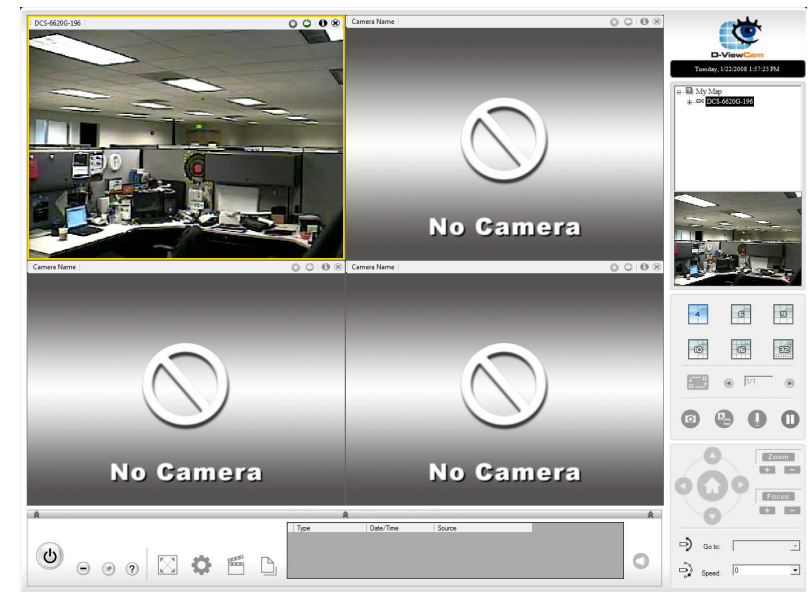 DCS-6620G-196
Camera Name
D-ViewCam
Tuesday, 1/22/2008 1:57:25 PM
My Map
DCS-6620G-196
No Camera
Camera Name
Camera Name
4
6
9
1/1
No Camera
No Camera
Zoom
+ -
Focus
+ -
Type Date/Time Source
?
Go to:
Speed: 0